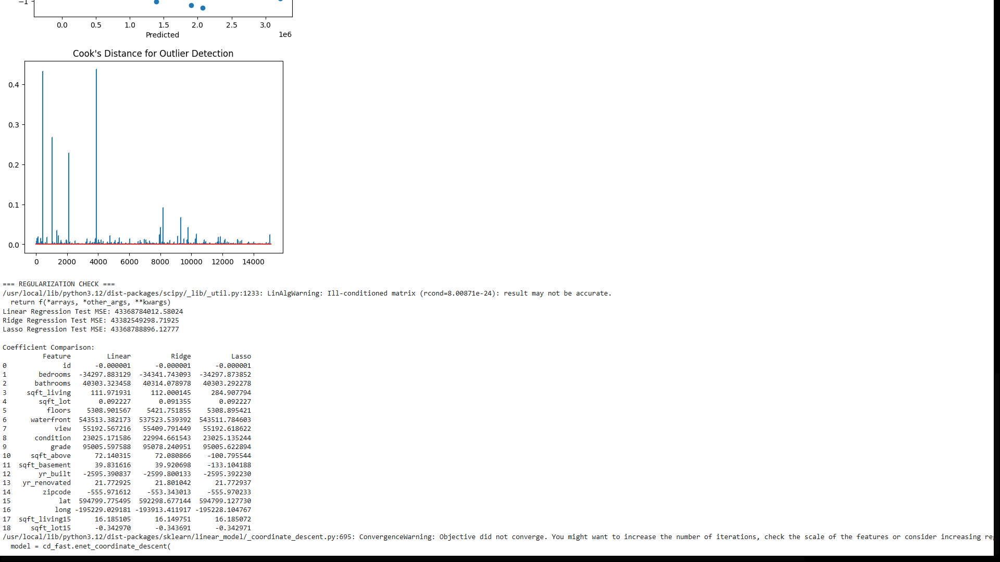 −1
0.0 0.5 1.0 1.5 2.0 2.5 3.0
Predicted 1e6
Cook's Distance for Outlier Detection
0.4
0.3
0.2
0.1
0.0
0 2000 4000 6000 8000 10000 12000 14000
=== REGULARIZATION CHECK ===
/usr/local/lib/python3.12/dist-packages/scipy/_lib/_util.py:1233: LinAlgWarning: Ill-conditioned matrix (rcond=8.00871e-24): result may not be accurate.
  return f(*arrays, *other_args, **kwargs)
Linear Regression Test MSE: 43368784012.58024
Ridge Regression Test MSE: 43382549298.71925
Lasso Regression Test MSE: 43368788896.12777
Coefficient Comparison:
Feature Linear Ridge Lasso
0 id -0.000001 -0.000001 -0.000001
1 bedrooms -34297.883129 -34341.743093 -34297.873852
2 bathrooms 40303.323458 40314.078978 40303.292278
3 sqft_living 111.971931 112.000145 284.907794
4 sqft_lot 0.092227 0.091355 0.092227
5 floors 5308.901567 5421.751855 5308.895421
6 waterfront 543513.382173 537523.539392 543511.784603
7 view 55192.567216 55409.791449 55192.618622
8 condition 23025.171586 22994.661543 23025.135244
9 grade 95005.597588 95078.240951 95005.622894
10 sqft_above 72.140315 72.080866 -100.795544
11 sqft_basement 39.831616 39.920698 -133.104188
12 yr_built -2595.390837 -2599.800133 -2595.392230
13 yr_renovated 21.772925 21.801042 21.772937
14 zipcode -555.971612 -553.343013 -555.970233
15 lat 594799.775495 592298.677144 594799.127730
16 long -195229.029181 -193913.411917 -195228.104767
17 sqft_living15 16.185105 16.149751 16.185072
18 sqft_lot15 -0.342970 -0.343691 -0.342971
/usr/local/lib/python3.12/dist-packages/sklearn/linear_model/_coordinate_descent.py:695: ConvergenceWarning: Objective did not converge. You might want to increase the number of iterations, check the scale of the features or consider increasing
  model = cd_fast.enet_coordinate_descent(